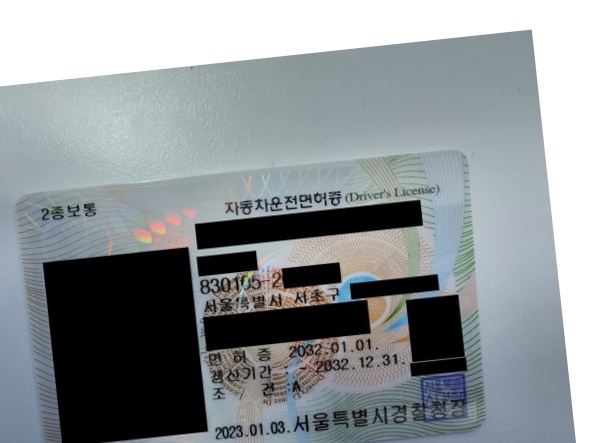 2종보통
자동차운전면허증 (Driver's License)
830105-2
서울특별시 서초구
면 허 증 2032.01.01.
갱신기간 ~ 2032.12.31.
조 건 A
2023.01.03. 서울특별시경찰청장